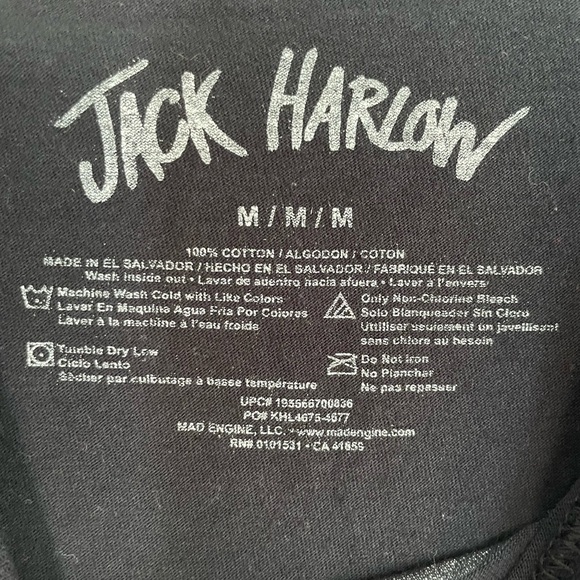 JACK HARLOW
M / M / M
100% COTTON / ALGODON / COTON
MADE IN EL SALVADOR / HECHO EN EL SALVADOR / FABRIQUÉ EN EL SALVADOR
Wash inside out • Lavar de adentro hacia afuera • Laver à l'envers
Machine Wash Cold with Like Colors
Lavar En Maquina Agua Fria Por Colores
Laver à la machine à l'eau froide
Only Non-Chlorine Bleach
Solo Blanqueador Sin Cloro
Utiliser seulement un javellisant
sans chlore au besoin
Tumble Dry Low
Ciclo Lento
Sécher par culbutage à basse température
Do Not Iron
No Planchar
Ne pas repasser
UPC# 195566700836
PO# KHL4675-4677
MAD ENGINE, LLC. • www.madengine.com
RN# 0101531 • CA 41859